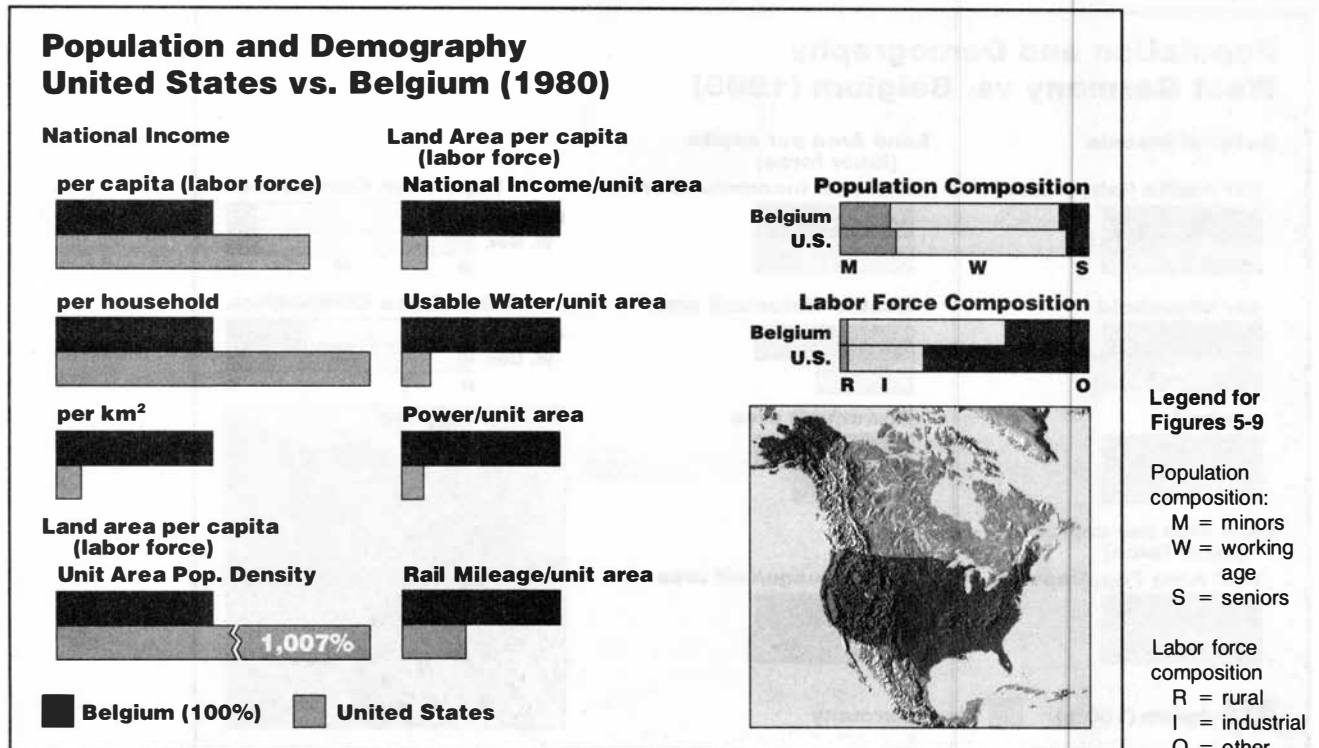 Population and Demography
United States vs. Belgium (1980)
National Income
per capita (labor force)
per household
per km²
Land area per capita
(labor force)
Unit Area Pop. Density
1,007%
Land Area per capita
(labor force)
National Income/unit area
Usable Water/unit area
Power/unit area
Rail Mileage/unit area
Belgium (100%)
United States
Population Composition
Belgium
U.S.
M W S
Labor Force Composition
Belgium
U.S.
R I O
Legend for
Figures 5-9
Population
composition:
M = minors
W = working
age
S = seniors
Labor force
composition
R = rural
I = industrial
O = other